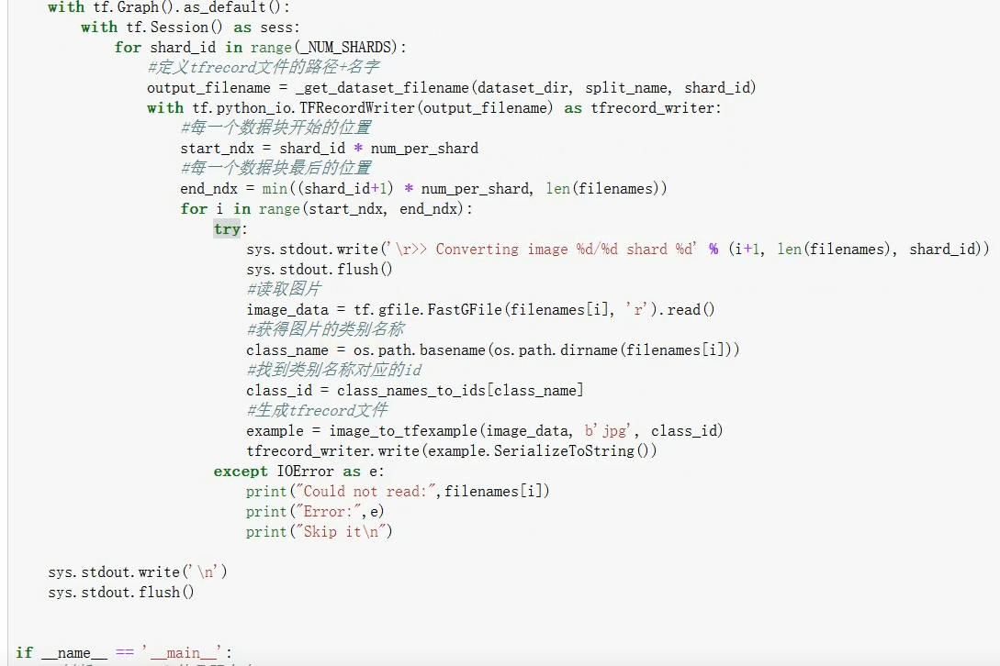 with tf.Graph().as_default():
with tf.Session() as sess:
for shard_id in range(_NUM_SHARDS):
#定义tfrecord文件的路径+名字
output_filename = _get_dataset_filename(dataset_dir, split_name, shard_id)
with tf.python_io.TFRecordWriter(output_filename) as tfrecord_writer:
#每一个数据块开始的位置
start_ndx = shard_id * num_per_shard
#每一个数据块最后的位置
end_ndx = min((shard_id+1) * num_per_shard, len(filenames))
for i in range(start_ndx, end_ndx):
try:
sys.stdout.write('\r>> Converting image %d/%d shard %d' % (i+1, len(filenames), shard_id))
sys.stdout.flush()
#读取图片
image_data = tf.gfile.FastGFile(filenames[i], 'r').read()
#获得图片的类别名称
class_name = os.path.basename(os.path.dirname(filenames[i]))
#找到类别名称对应的id
class_id = class_names_to_ids[class_name]
#生成tfrecord文件
example = image_to_tfexample(image_data, b'jpg', class_id)
tfrecord_writer.write(example.SerializeToString())
except IOError as e:
print("Could not read:",filenames[i])
print("Error:",e)
print("Skip it\n")
sys.stdout.write('\n')
sys.stdout.flush()
if __name__ == '__main__':